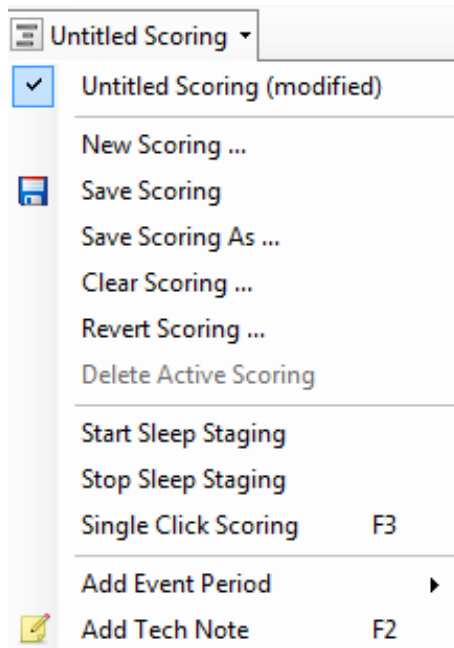 Untitled Scoring
Untitled Scoring (modified)
New Scoring ...
Save Scoring
Save Scoring As ...
Clear Scoring ...
Revert Scoring ...
Delete Active Scoring
Start Sleep Staging
Stop Sleep Staging
Single Click Scoring F3
Add Event Period
Add Tech Note F2